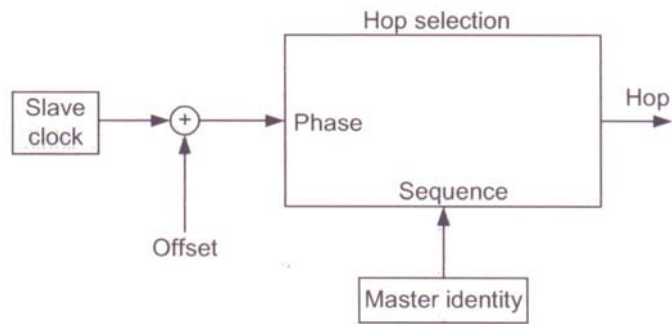 Hop selection
Slave
clock
+
Phase
Hop
Sequence
Offset
Master identity